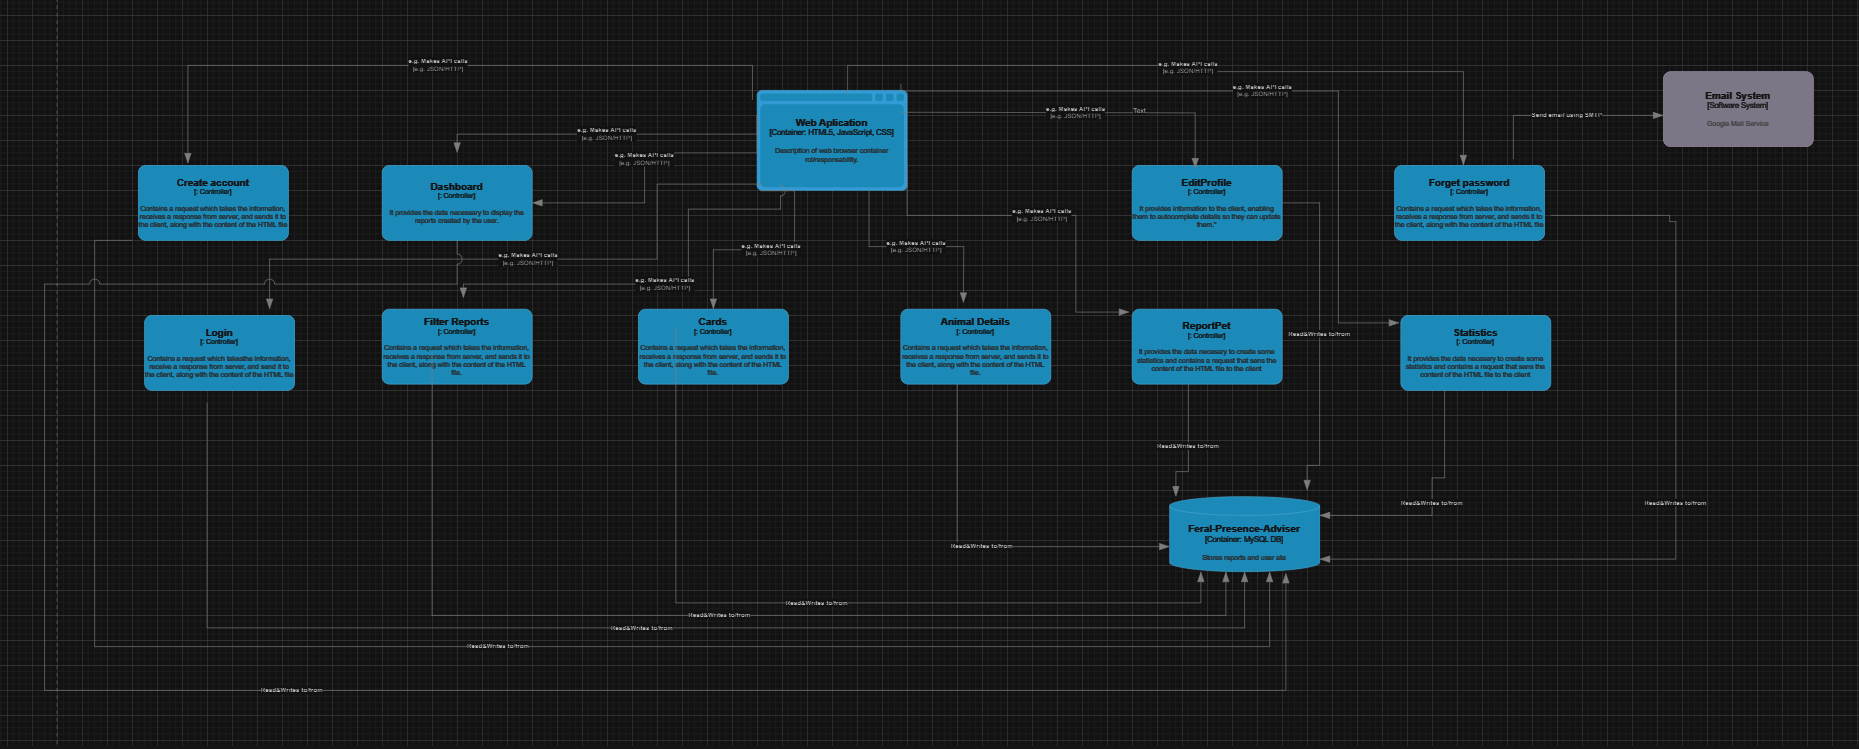 e.g. Makes API calls
[e.g. JSON/HTTP]
e.g. Makes API calls
[e.g. JSON/HTTP]
e.g. Makes API calls
[e.g. JSON/HTTP]
e.g. Makes API calls
[e.g. JSON/HTTP]
Text
Email System
[Software System]
Google Mail Service
Send email using SMTP
Web Aplication
[Container: HTML5, JavaScript, CSS]
Description of web browser container
rol/responsability.
e.g. Makes API calls
[e.g. JSON/HTTP]
e.g. Makes API calls
[e.g. JSON/HTTP]
Create account
[: Controller]
Contains a request which takes the information,
receives a response from server, and sends it to
the client, along with the content of the HTML file
Dashboard
[: Controller]
It provides the data necessary to display the
reports created by the user.
EditProfile
[: Controller]
It provides information to the client, enabling
them to autocomplete details so they can update
them."
Forget password
[: Controller]
Contains a request which takes the information,
receives a response from server, and sends it to
the client, along with the content of the HTML file
e.g. Makes API calls
[e.g. JSON/HTTP]
e.g. Makes API calls
[e.g. JSON/HTTP]
e.g. Makes API calls
[e.g. JSON/HTTP]
e.g. Makes API calls
[e.g. JSON/HTTP]
e.g. Makes API calls
[e.g. JSON/HTTP]
Login
[: Controller]
Contains a request which takesthe information,
receive a response from server, and send it to
the client, along with the content of the HTML file
Filter Reports
[: Controller]
Contains a request which takes the information,
receives a response from server, and sends it to
the client, along with the content of the HTML
file.
Cards
[: Controller]
Contains a request which takes the information,
receives a response from server, and sends it to
the client, along with the content of the HTML
file.
Animal Details
[: Controller]
Contains a request which takes the information,
receives a response from server, and sends it to
the client, along with the content of the HTML
file.
ReportPet
[: Controller]
It provides the data necesary to create some
statistics and contains a request that sens the
content of the HTML file to the client
Read&Writes to/from
Statistics
[: Controller]
It provides the data necesary to create some
statistics and contains a request that sens the
content of the HTML file to the client
Read&Writes to/from
Read&Writes to/from
Read&Writes to/from
Feral-Presence-Adviser
[Container: MySQL DB]
Stores reports and user ata
Read&Writes to/from
Read&Writes to/from
Read&Writes to/from
Read&Writes to/from
Read&Writes to/from
Read&Writes to/from